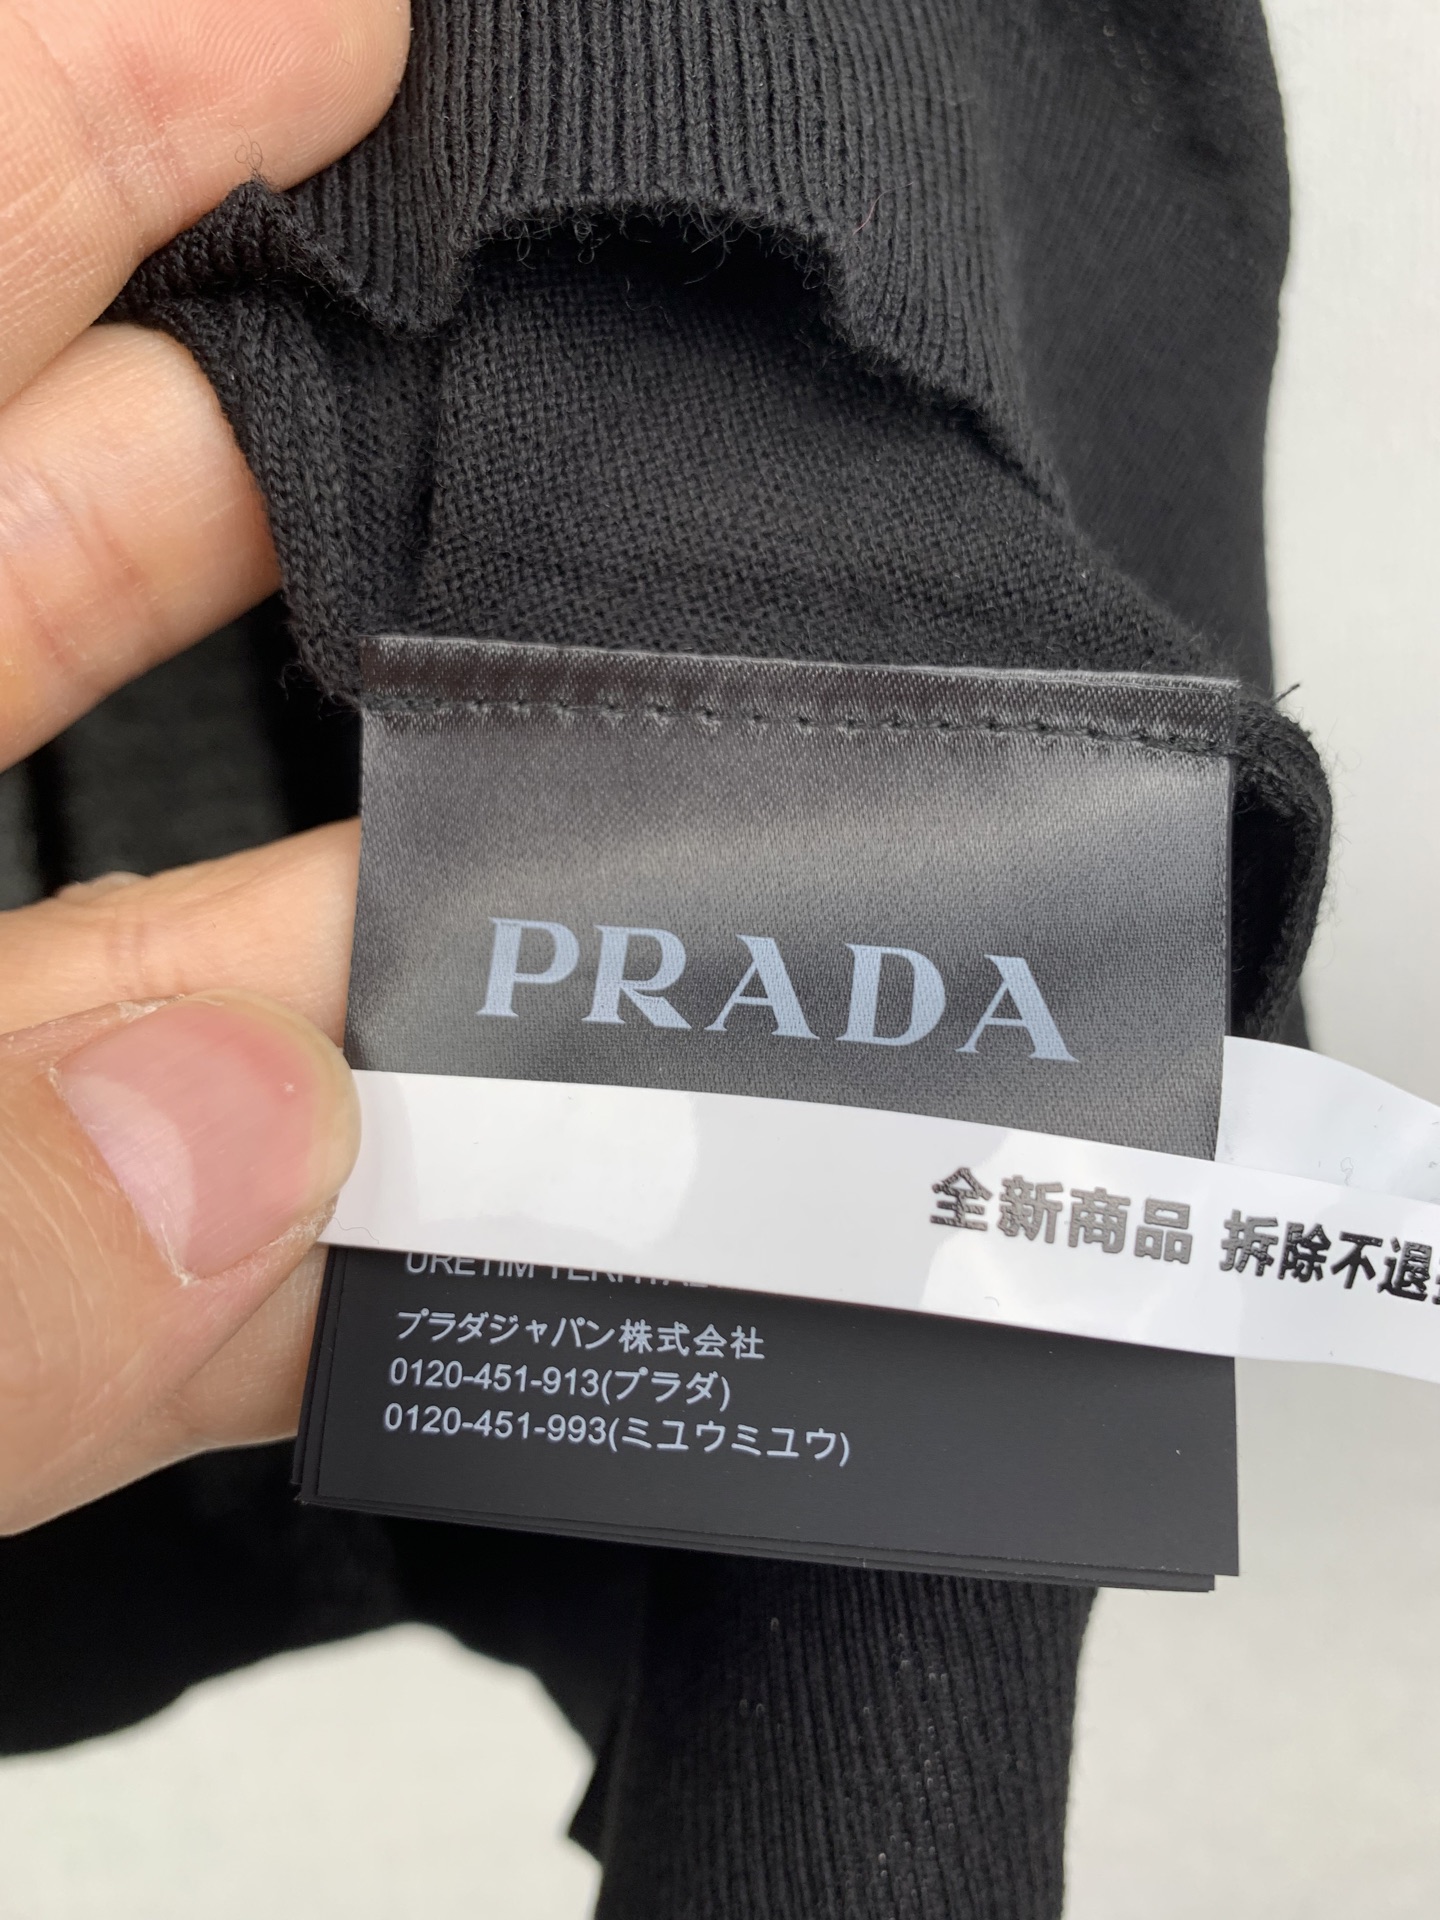 PRADA
全新商品 拆除不退
プラダジャパン株式会社
0120-451-913(プラダ)
0120-451-993(ミユウミユウ)